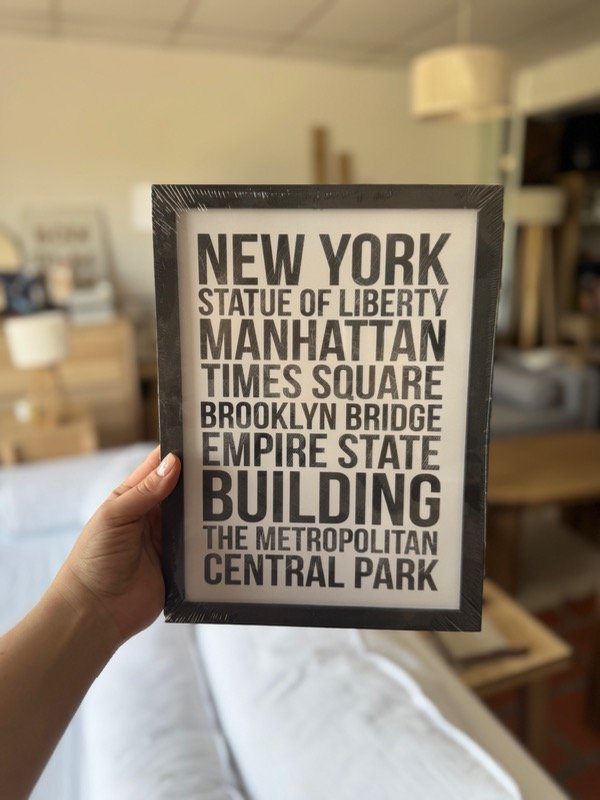 NEW YORK
STATUE OF LIBERTY
MANHATTAN
TIMES SQUARE
BROOKLYN BRIDGE
EMPIRE STATE
BUILDING
THE METROPOLITAN
CENTRAL PARK